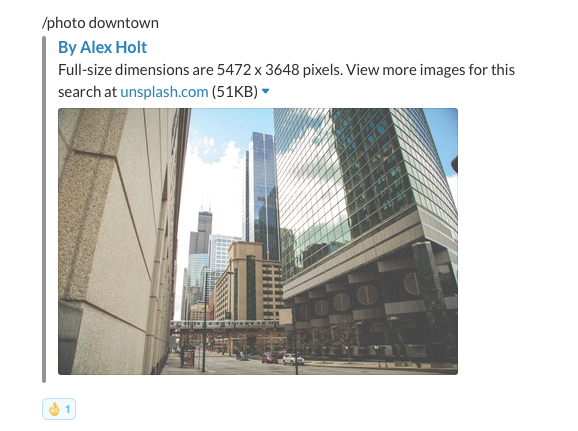 /photo downtown
By Alex Holt
Full-size dimensions are 5472 x 3648 pixels. View more images for this
search at unsplash.com (51KB)
1